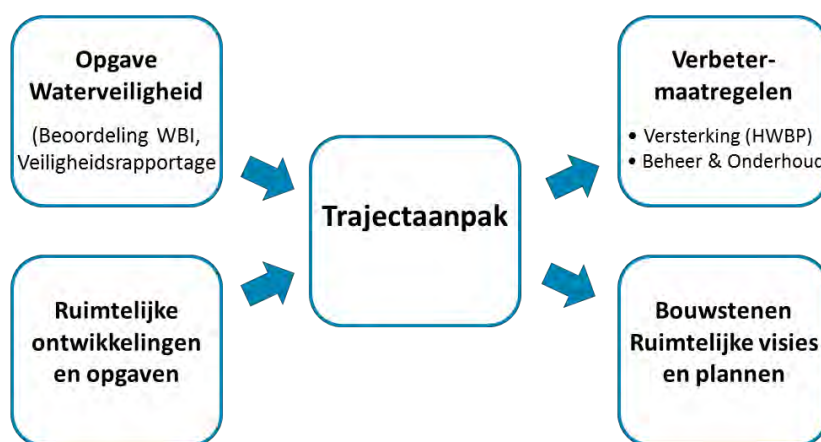 Opgave
Waterveiligheid
(Beoordeling WBI,
Veiligheidsrapportage
Ruimtelijke
ontwikkelingen
en opgaven
Trajectaanpak
Verbeter-
maatregelen
• Versterking (HWBP)
• Beheer & Onderhoud
Bouwstenen
Ruimtelijke visies
en plannen